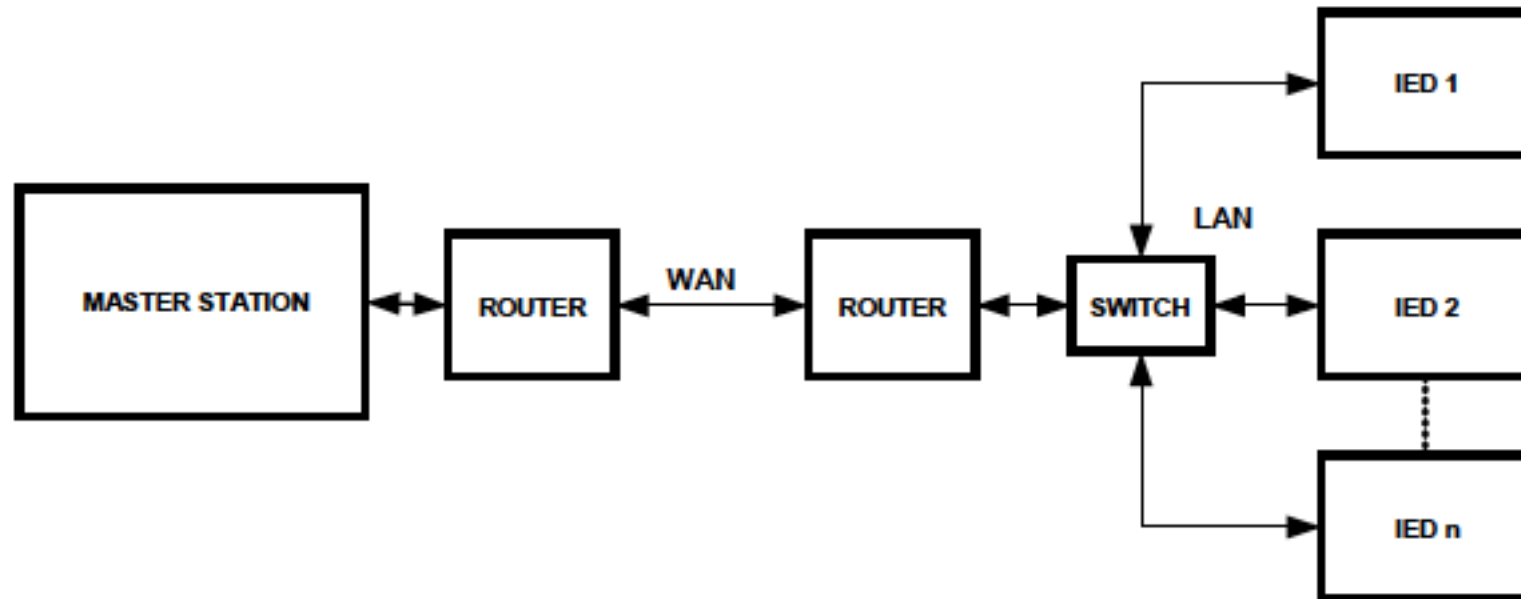 IED 1
LAN
WAN
MASTER STATION
ROUTER
ROUTER
SWITCH
IED 2
IED n